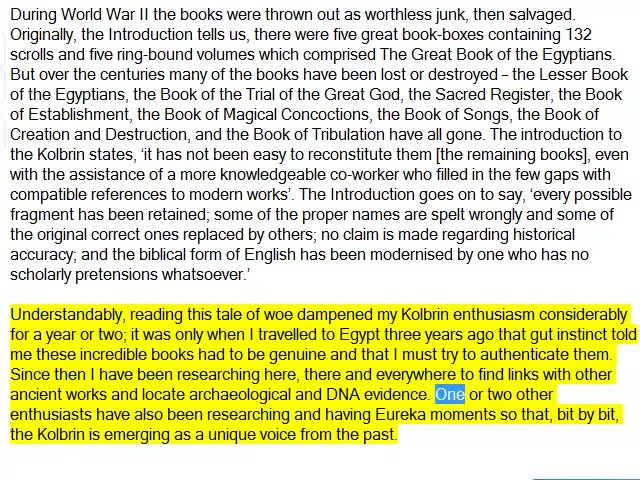 During World War II the books were thrown out as worthless junk, then salvaged.
Originally, the Introduction tells us, there were five great book-boxes containing 132
scrolls and five ring-bound volumes which comprised The Great Book of the Egyptians.
But over the centuries many of the books have been lost or destroyed – the Lesser Book
of the Egyptians, the Book of the Trial of the Great God, the Sacred Register, the Book
of Establishment, the Book of Magical Concoctions, the Book of Songs, the Book of
Creation and Destruction, and the Book of Tribulation have all gone. The introduction to
the Kolbrin states, ‘it has not been easy to reconstitute them [the remaining books], even
with the assistance of a more knowledgeable co-worker who filled in the few gaps with
compatible references to modern works’. The Introduction goes on to say, ‘every possible
fragment has been retained; some of the proper names are spelt wrongly and some of
the original correct ones replaced by others; no claim is made regarding historical
accuracy; and the biblical form of English has been modernised by one who has no
scholarly pretensions whatsoever.’
Understandably, reading this tale of woe dampened my Kolbrin enthusiasm considerably
for a year or two; it was only when I travelled to Egypt three years ago that gut instinct told
me these incredible books had to be genuine and that I must try to authenticate them.
Since then I have been researching here, there and everywhere to find links with other
ancient works and locate archaeological and DNA evidence. One or two other
enthusiasts have also been researching and having Eureka moments so that, bit by bit,
the Kolbrin is emerging as a unique voice from the past.